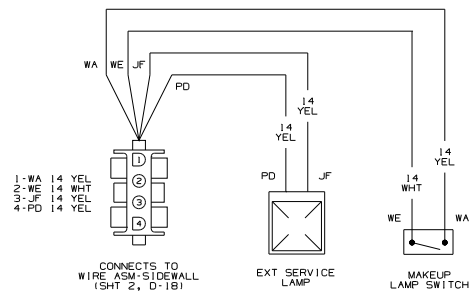 WA WE JF
PD
14
YEL
14
YEL
14
YEL
14
WHT
1
2
3
4
1-WA 14 YEL
2-WE 14 WHT
3-JF 14 YEL
4-PD 14 YEL
PD JF
WE WA
CONNECTS TO
WIRE ASM-SIDEWALL
(SHT 2, D-18)
EXT SERVICE
LAMP
MAKEUP
LAMP SWITCH